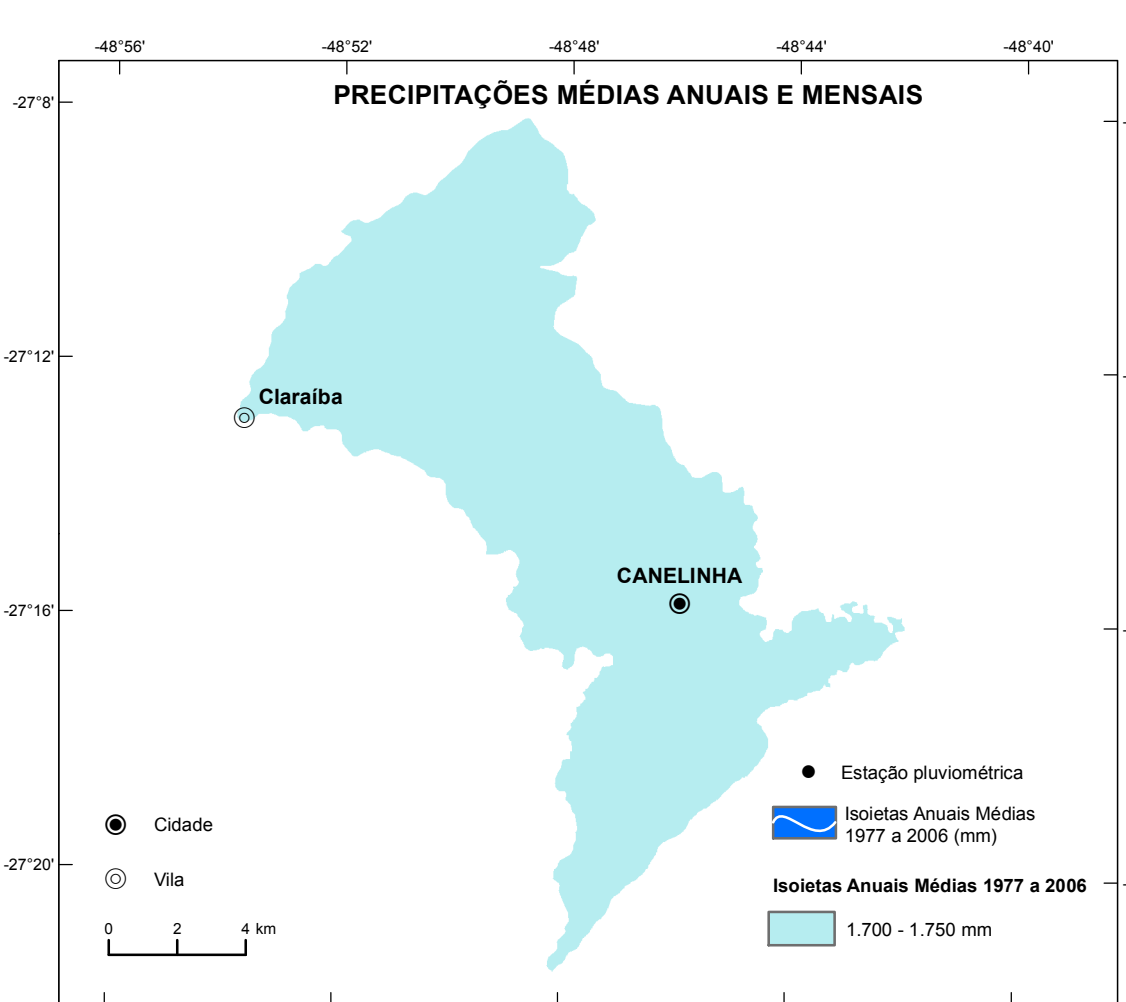 -48°56'
-48°52'
-48°48'
-48°44'
-48°40'
PRECIPITAÇÕES MÉDIAS ANUAIS E MENSAIS
-27°8'
-27°12'
Claraíba
CANELINHA
-27°16'
Estação pluviométrica
Isoietas Anuais Médias
1977 a 2006 (mm)
Cidade
-27°20'
Vila
Isoietas Anuais Médias 1977 a 2006
0 2 4 km
1.700 - 1.750 mm